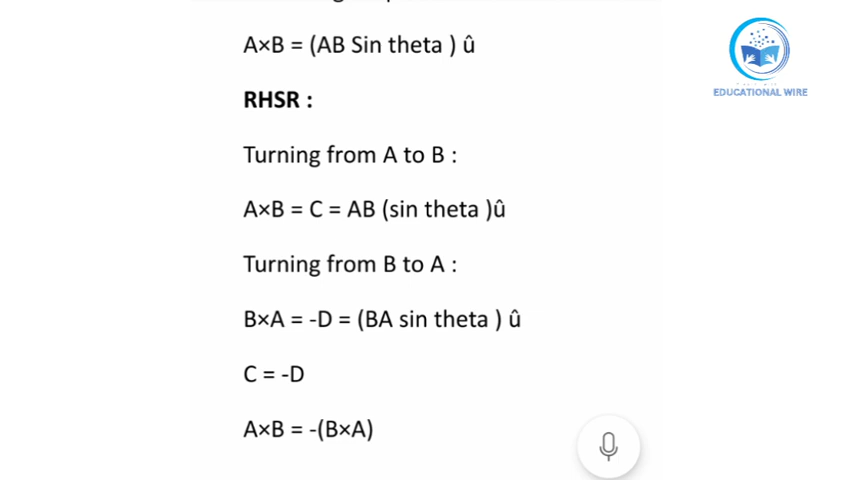 A×B = (AB Sin theta ) û
RHSR :
Turning from A to B :
A×B = C = AB (sin theta )û
Turning from B to A :
B×A = -D = (BA sin theta ) û
C = -D
A×B = -(B×A)
EDUCATIONAL WIRE